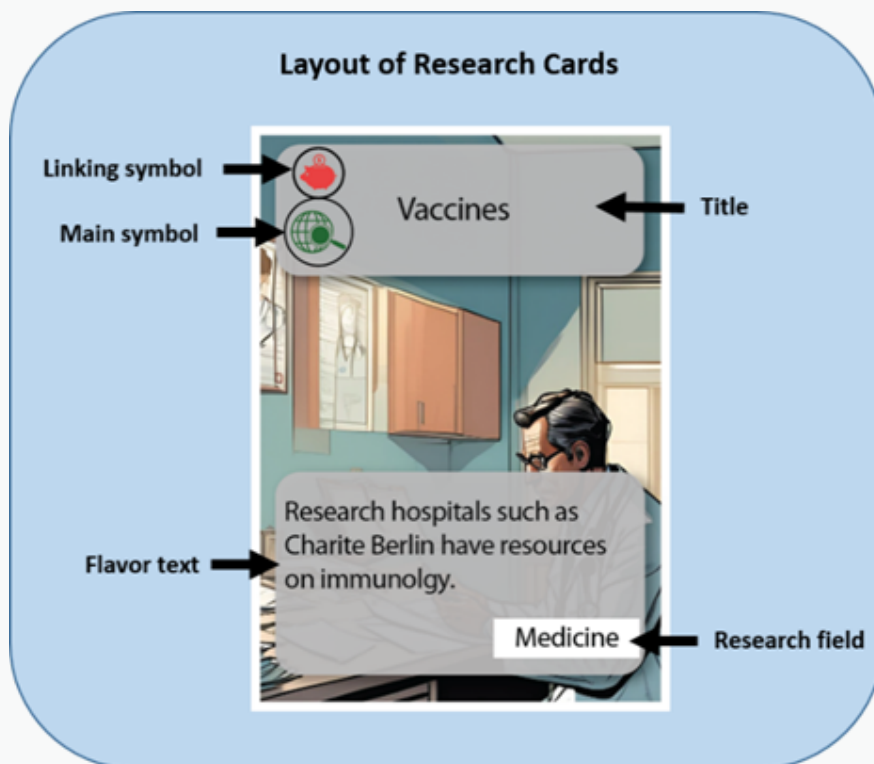 Layout of Research Cards
Linking symbol
Main symbol
Vaccines
Title
Flavor text
Research hospitals such as
Charite Berlin have resources
on immunolgy.
Medicine
Research field